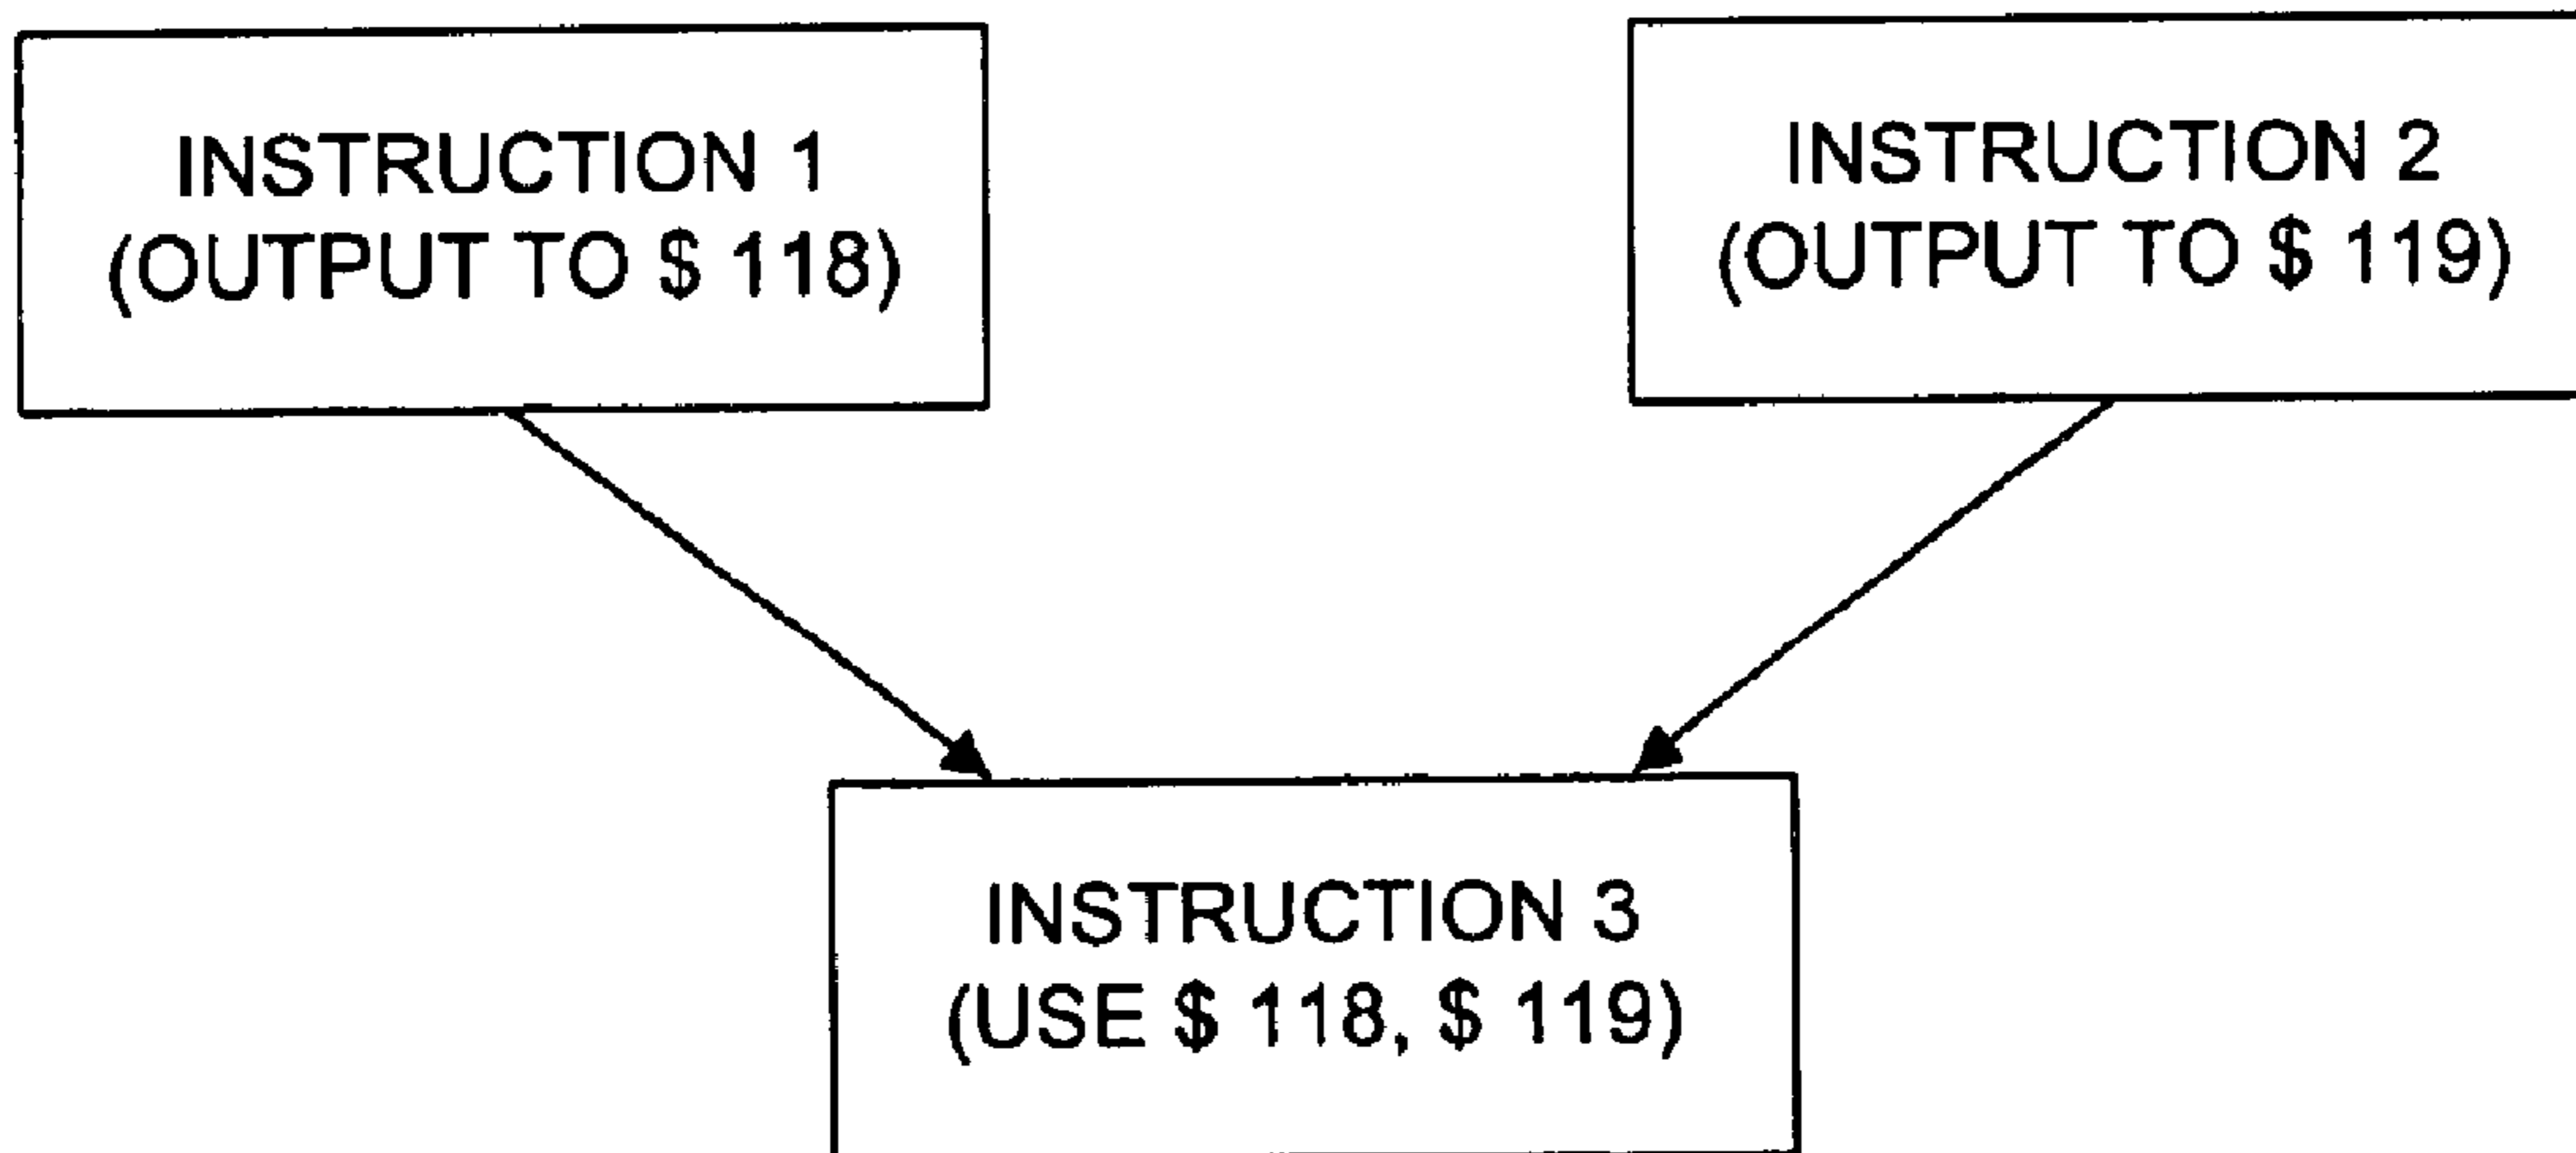 INSTRUCTION 1
(OUTPUT TO $ 118)
INSTRUCTION 2
(OUTPUT TO $ 119)
INSTRUCTION 3
(USE $ 118, $ 119)